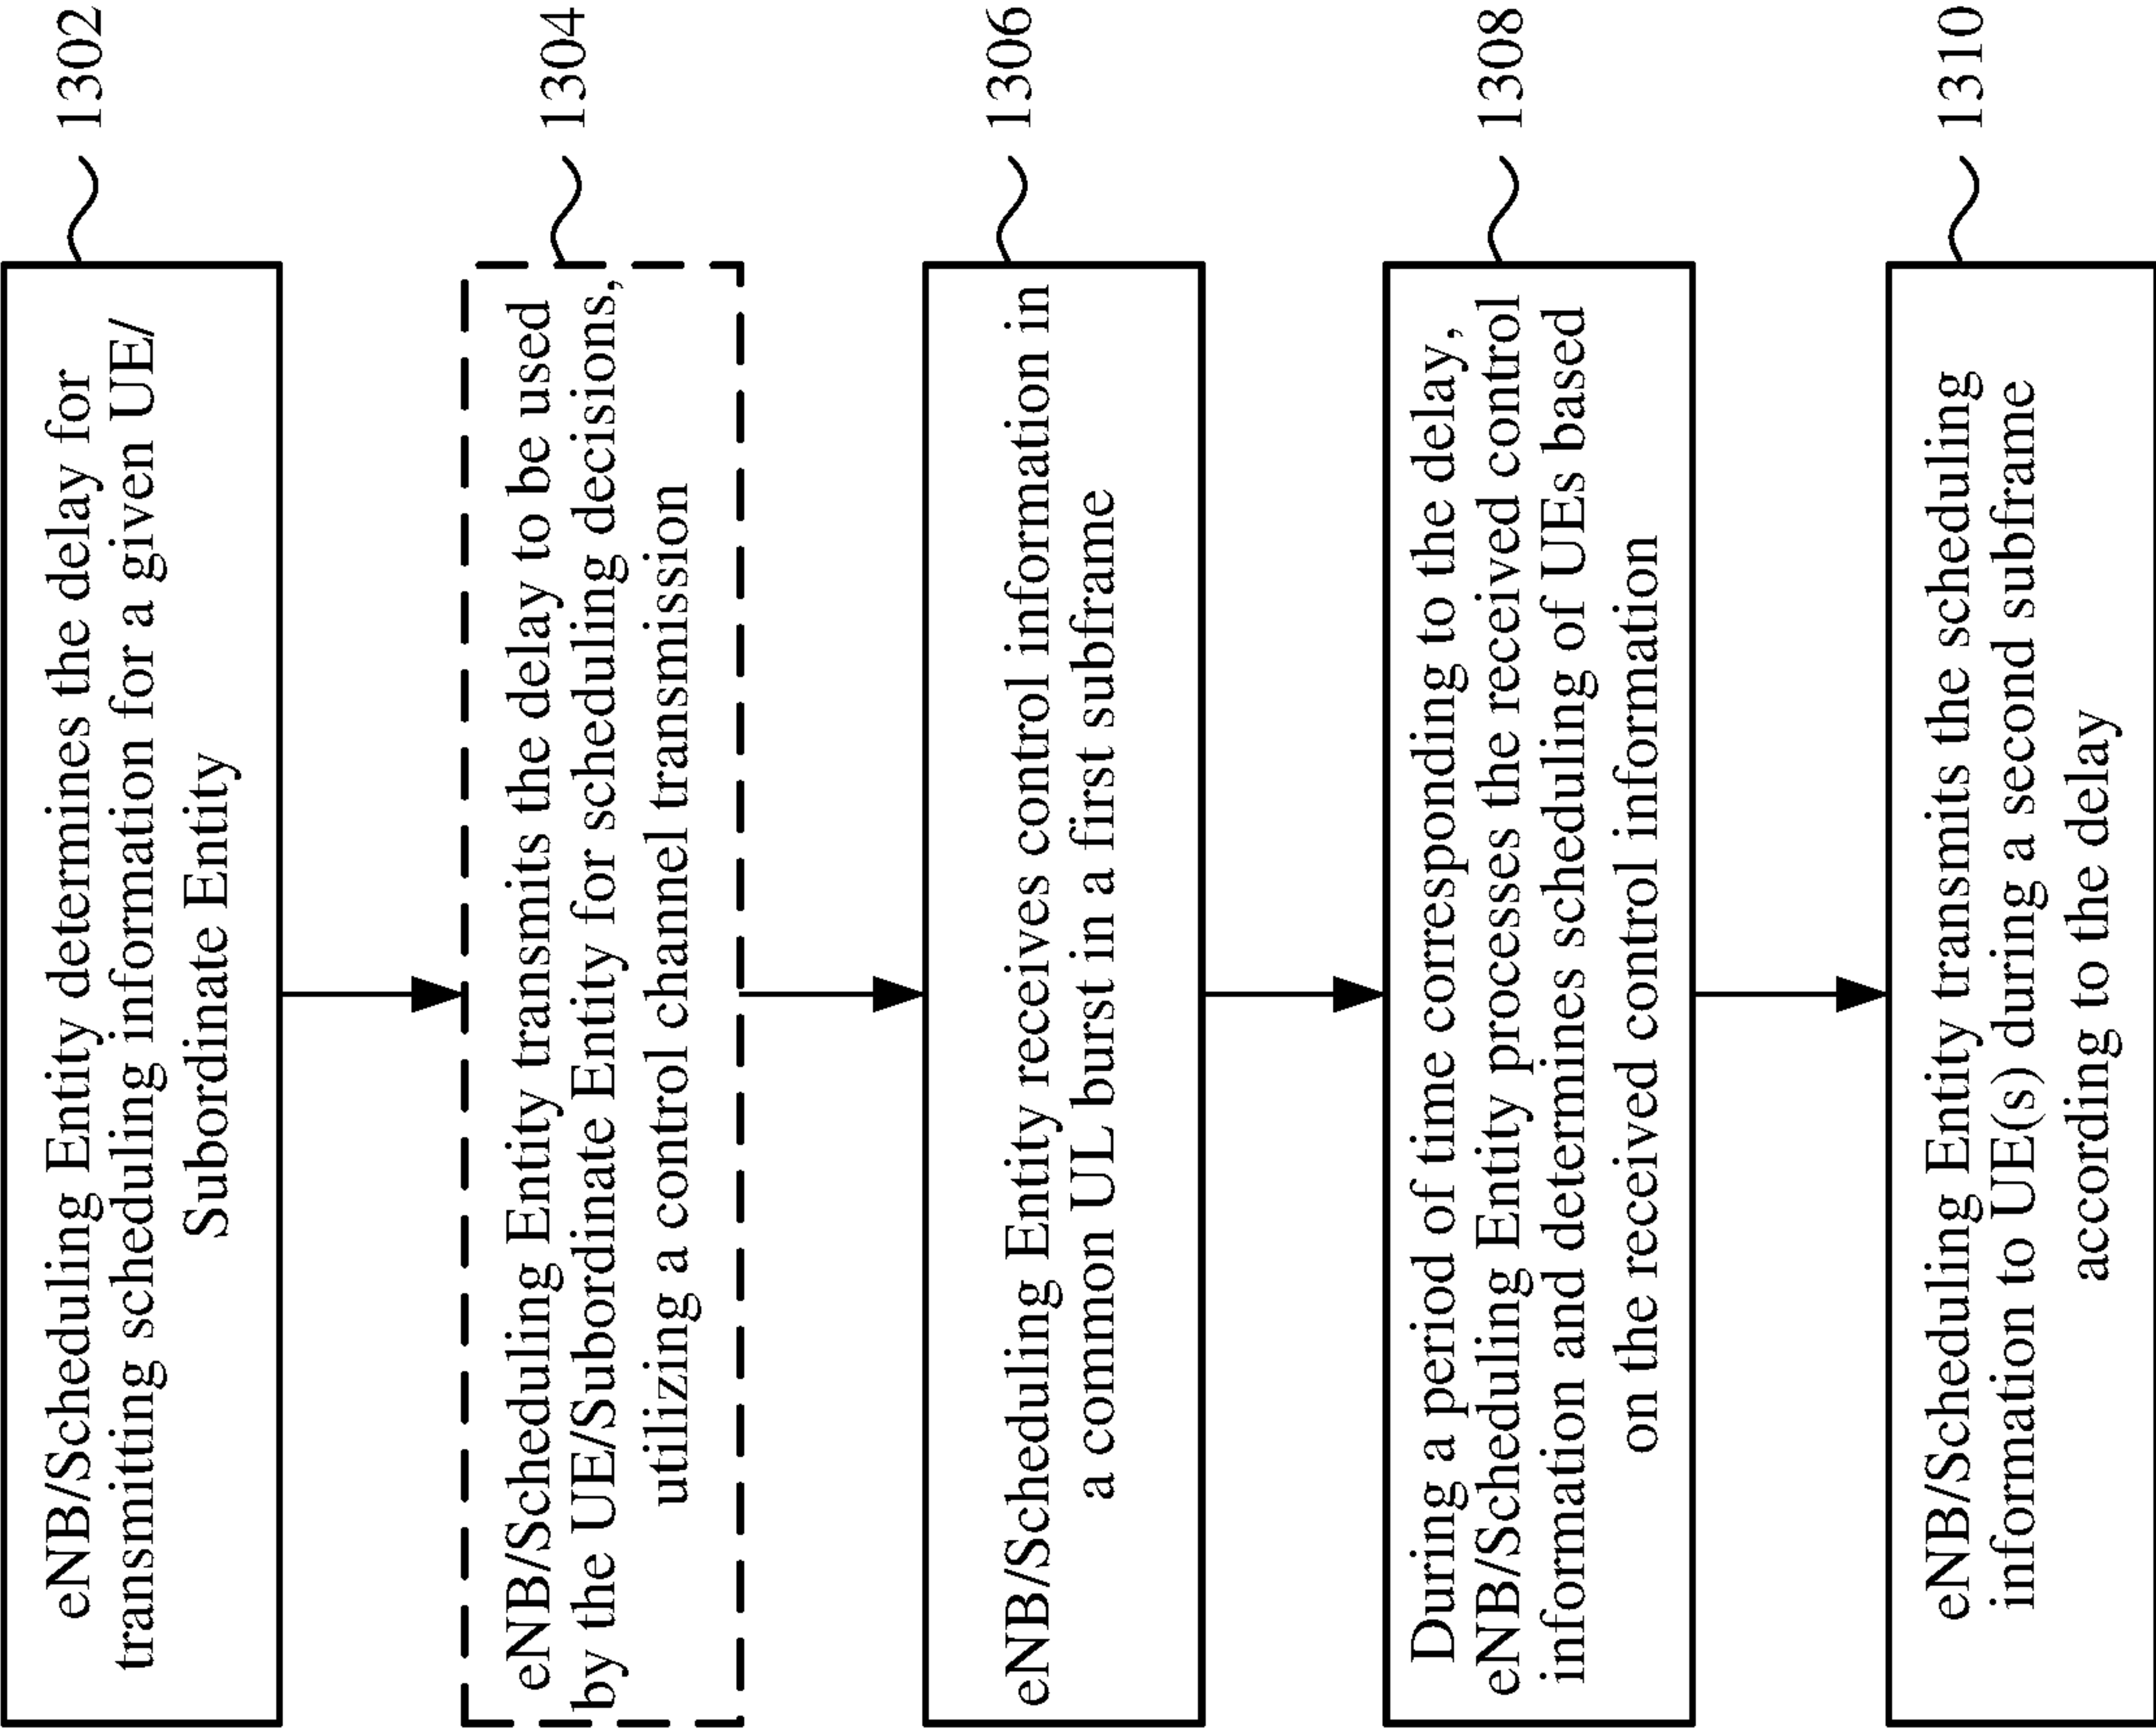 eNB/Scheduling Entity determines the delay for
transmitting scheduling information for a given UE/
Subordinate Entity
1302
eNB/Scheduling Entity transmits the delay to be used
by the UE/Subordinate Entity for scheduling decisions,
utilizing a control channel transmission
1304
eNB/Scheduling Entity receives control information in
a common UL burst in a first subframe
1306
During a period of time corresponding to the delay,
eNB/Scheduling Entity processes the received control
information and determines scheduling of UEs based
on the received control information
1308
eNB/Scheduling Entity transmits the scheduling
information to UE(s) during a second subframe
according to the delay
1310